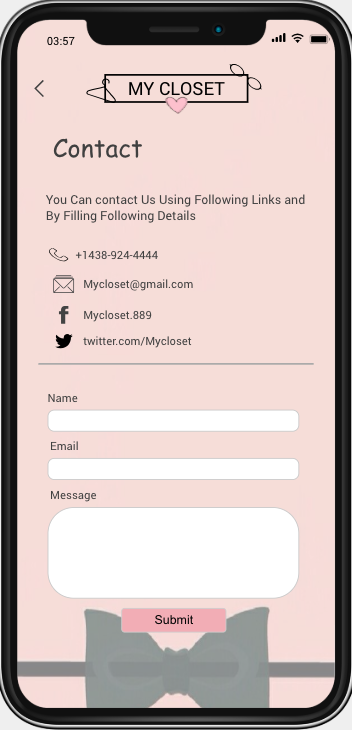 03:57
MY CLOSET
Contact
You Can contact Us Using Following Links and
By Filling Following Details
+1438-924-4444
Mycloset@gmail.com
f Mycloset.889
twitter.com/Mycloset
Name
Email
Message
Submit